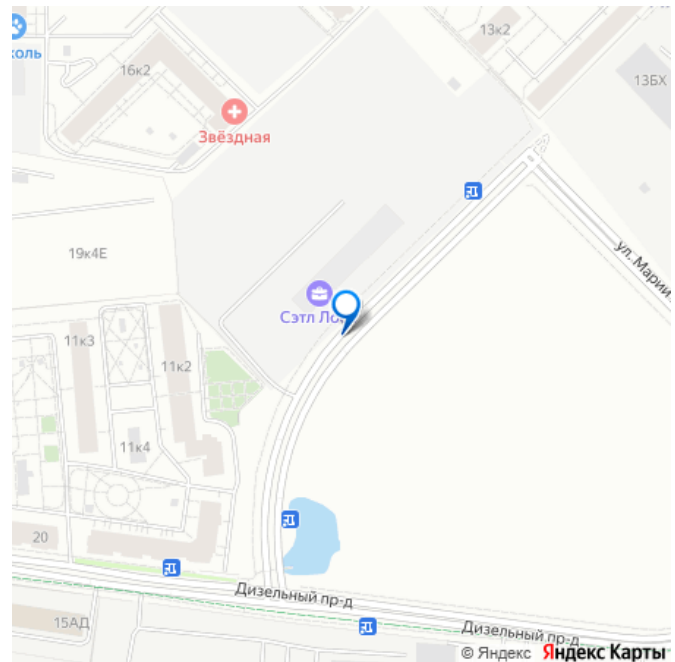 13к2
коль
16к2
13БХ
Звёздная
19к4Е
ул. Марии
Сэтл Ло
11к3
11к2
11к4
20
Дизельный пр-д
15АД
Дизельный пр-д
© Яндекс Яндекс Карты